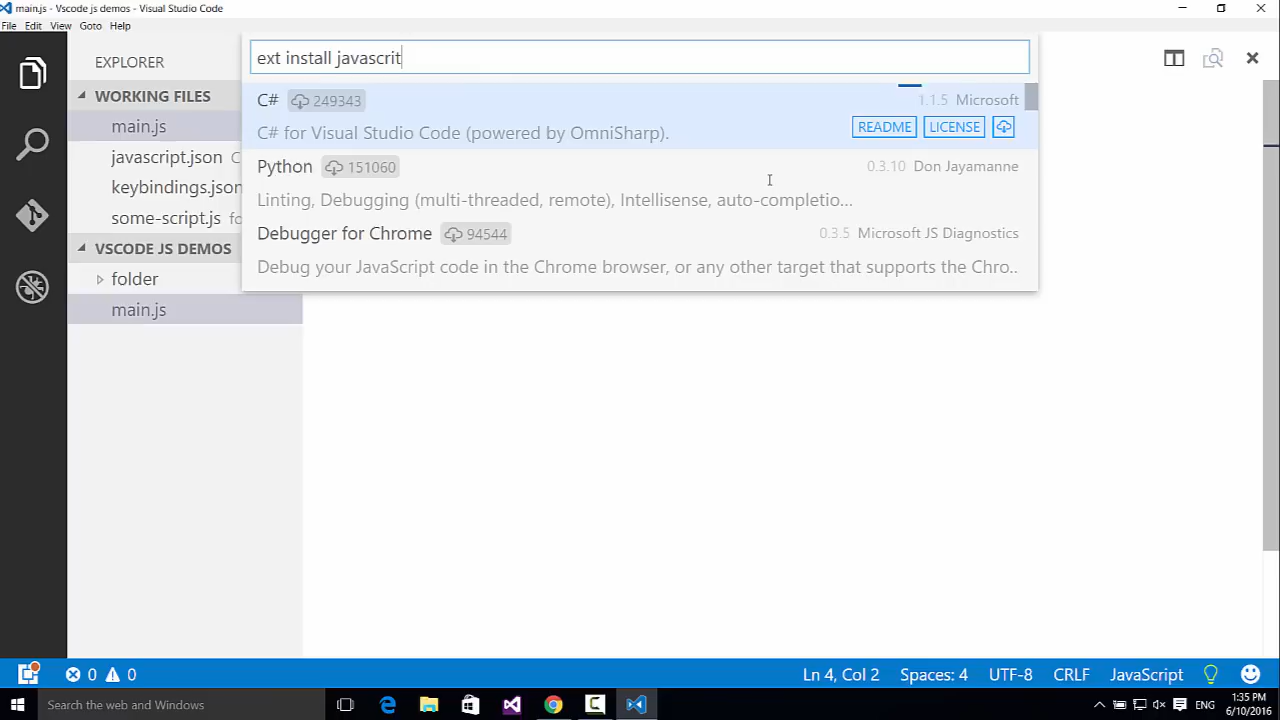 main.js - Vscode js demos - Visual Studio Code
File Edit View Goto Help
EXPLORER
WORKING FILES
main.js
javascript.json C
keybindings.json
some-script.js fo
VSCODE JS DEMOS
folder
main.js
ext install javascrit
C# 249343 1.1.5 Microsoft
C# for Visual Studio Code (powered by OmniSharp). README LICENSE
Python 151060 0.3.10 Don Jayamanne
Linting, Debugging (multi-threaded, remote), Intellisense, auto-completio...
Debugger for Chrome 94544 0.3.5 Microsoft JS Diagnostics
Debug your JavaScript code in the Chrome browser, or any other target that supports the Chro..
0 0 Ln 4, Col 2 Spaces: 4 UTF-8 CRLF JavaScript
Search the web and Windows
ENG
1:35 PM
6/10/2016